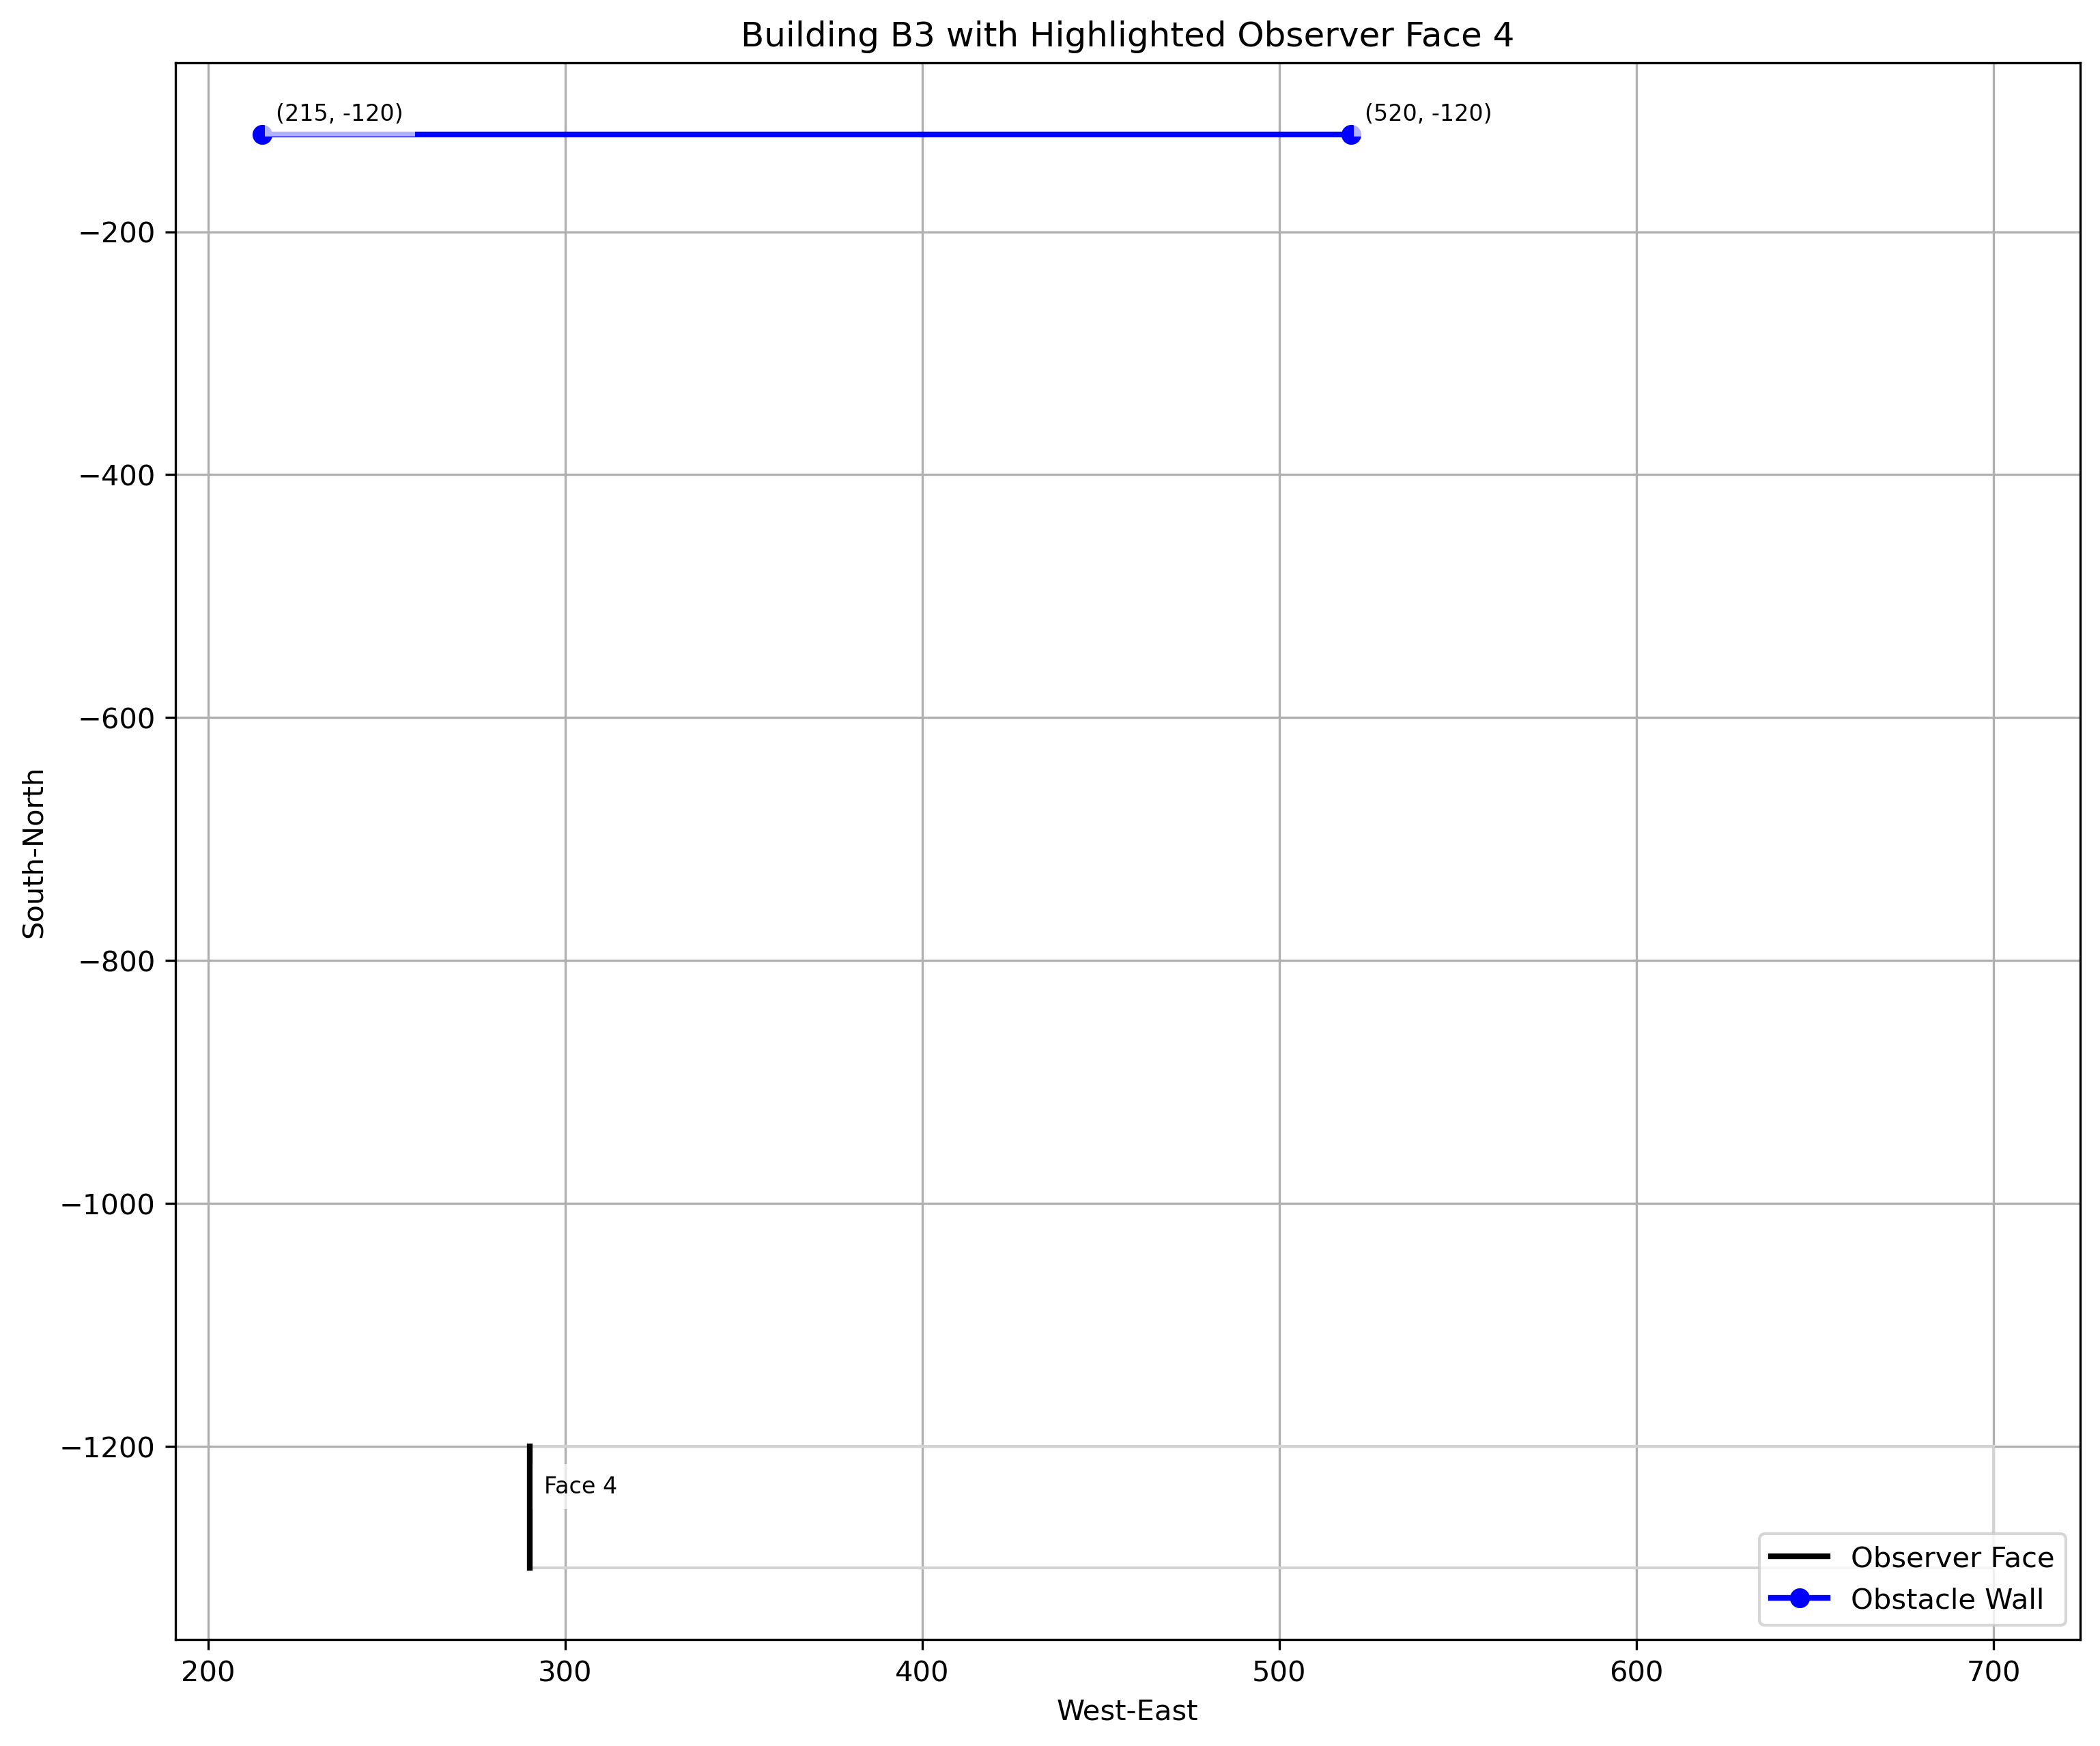 Building B3 with Highlighted Observer Face 4
(215, -120)
(520, -120)
−200
−400
−600
−800
−1000
−1200
South-North
Face 4
Observer Face
Obstacle Wall
200
300
400
500
600
700
West-East